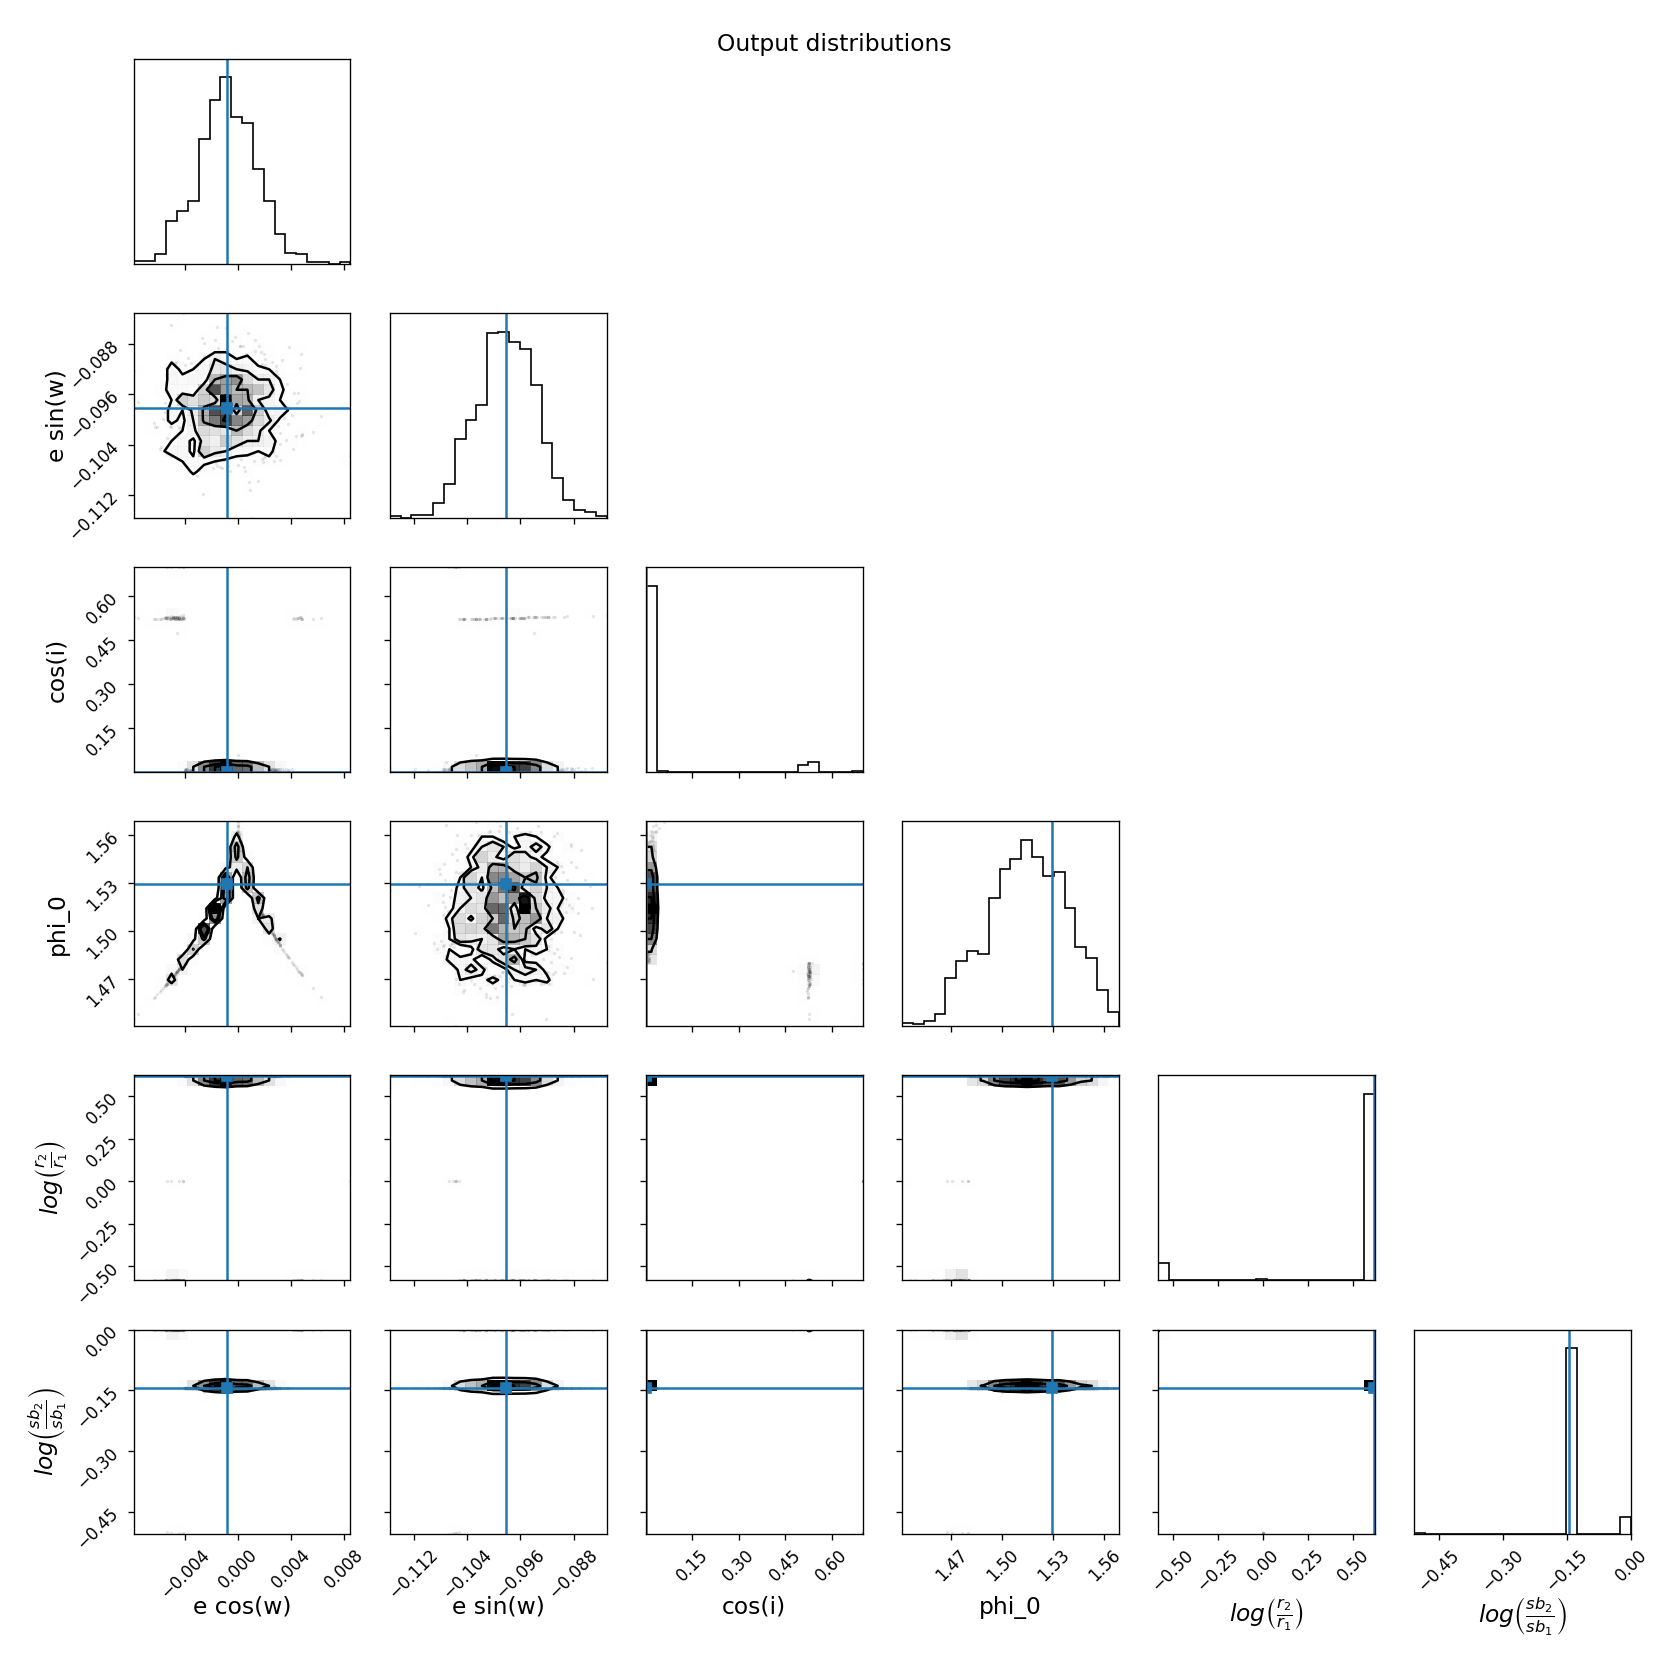 Output distributions
e sin(w)
−0.088
−0.096
−0.104
−0.112
cos(i)
0.60
0.45
0.30
0.15
phi_0
1.56
1.53
1.50
1.47
log(r₂/r₁)
0.50
0.25
0.00
−0.25
−0.50
log(sb₂/sb₁)
0.00
−0.15
−0.30
−0.45
−0.004 0.000 0.004 0.008
e cos(w)
−0.112 −0.104 −0.096 −0.088
e sin(w)
0.15 0.30 0.45 0.60
cos(i)
1.47 1.50 1.53 1.56
phi_0
−0.50 −0.25 0.00 0.25 0.50
log(r₂/r₁)
−0.45 −0.30 −0.15 0.00
log(sb₂/sb₁)